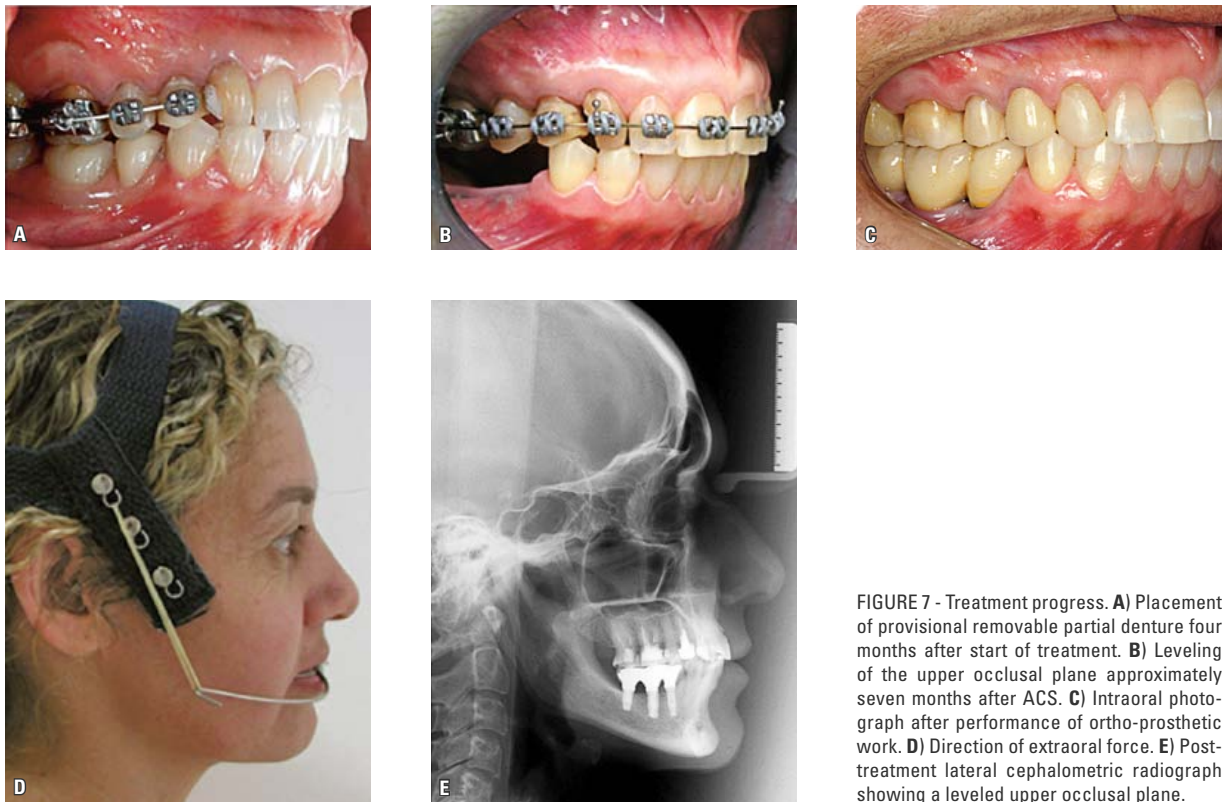 A
B
C
D
E
FIGURE 7 - Treatment progress. A) Placement
of provisional removable partial denture four
months after start of treatment. B) Leveling
of the upper occlusal plane approximately
seven months after ACS. C) Intraoral photo-
graph after performance of ortho-prosthetic
work. D) Direction of extraoral force. E) Post-
treatment lateral cephalometric radiograph
showing a leveled upper occlusal plane.